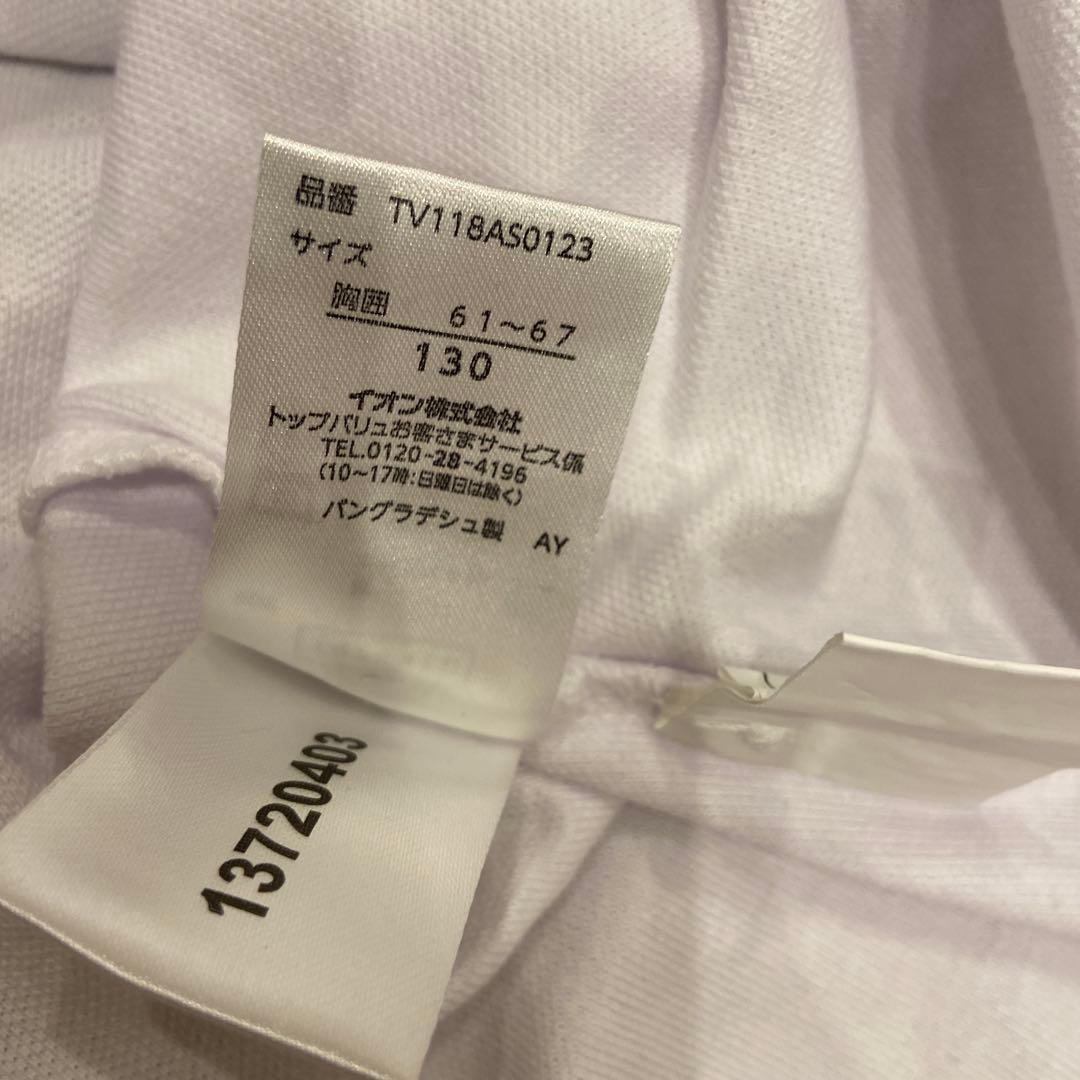 品番 TV118AS0123
サイズ
胸囲 61~67
130
イオン株式会社
トップバリュお客さまサービス係
TEL.0120-28-4196
(10~17時:日曜日は除く)
バングラデシュ製 AY
13720403